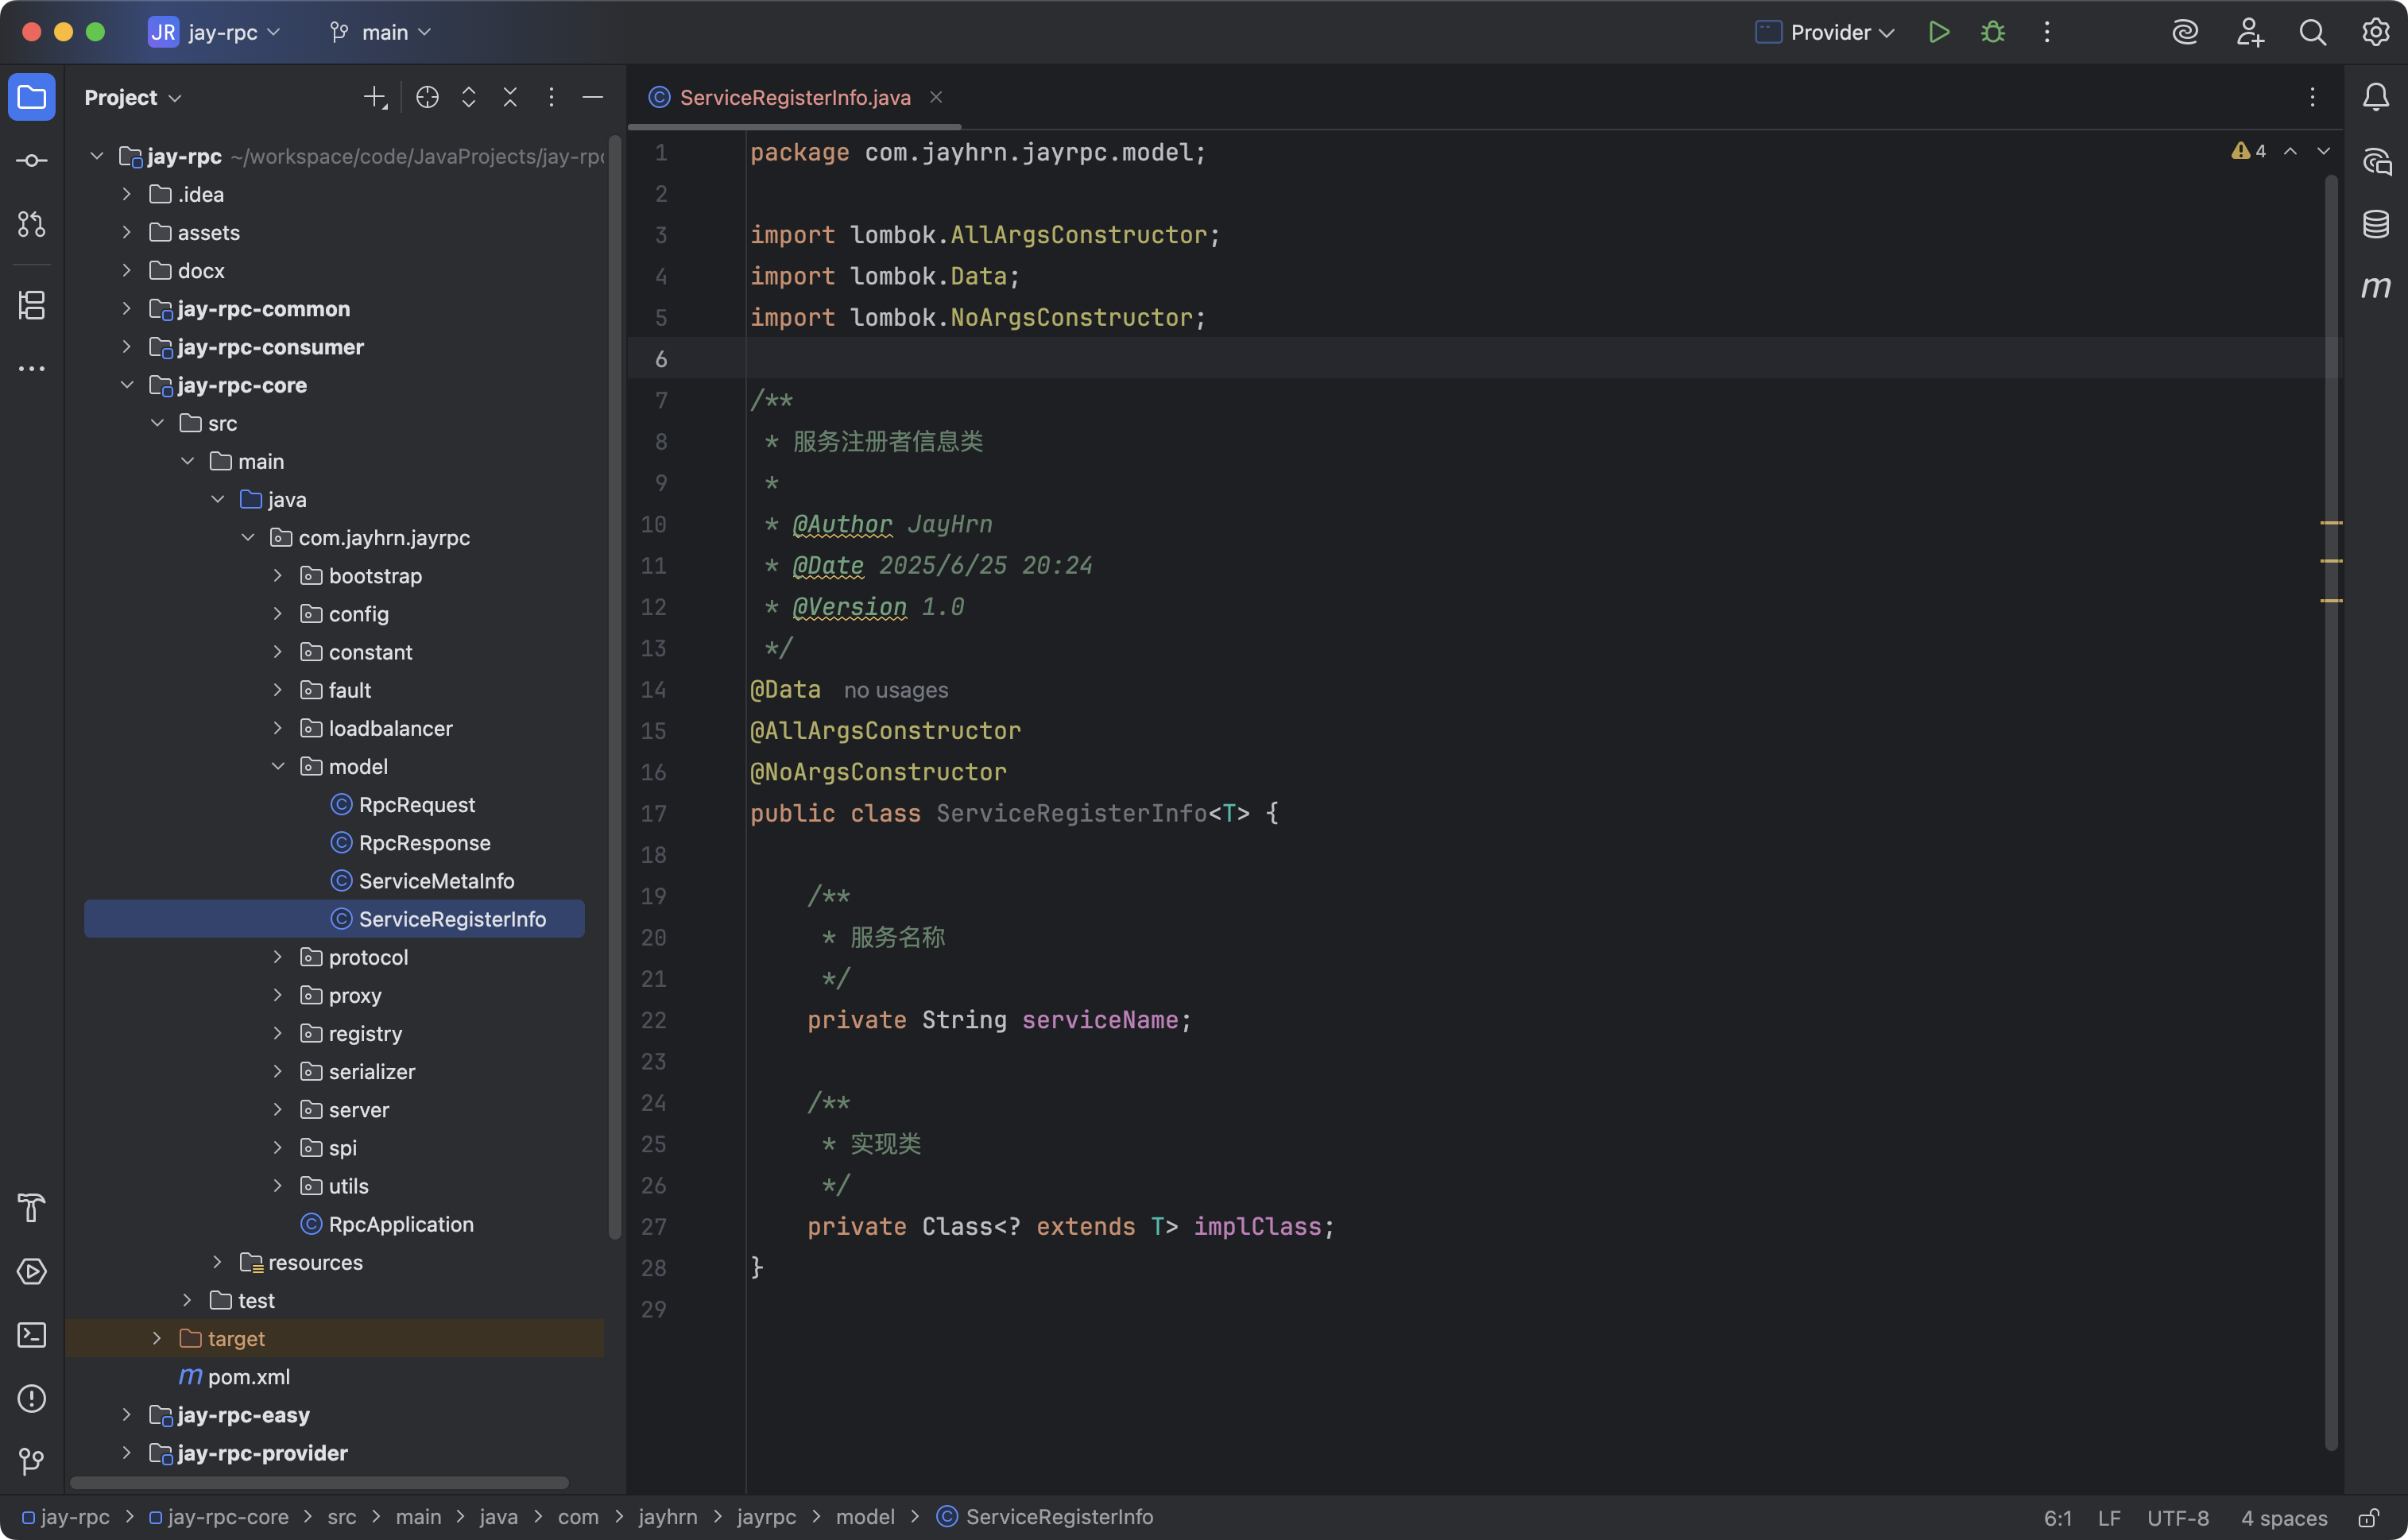 JR jay-rpc main Provider
Project
jay-rpc ~/workspace/code/JavaProjects/jay-rpc
.idea
assets
docx
jay-rpc-common
jay-rpc-consumer
jay-rpc-core
src
main
java
com.jayhrn.jayrpc
bootstrap
config
constant
fault
loadbalancer
model
RpcRequest
RpcResponse
ServiceMetaInfo
ServiceRegisterInfo
protocol
proxy
registry
serializer
server
spi
utils
RpcApplication
resources
test
target
pom.xml
jay-rpc-easy
jay-rpc-provider
ServiceRegisterInfo.java
4
1 package com.jayhrn.jayrpc.model;
2
3 import lombok.AllArgsConstructor;
4 import lombok.Data;
5 import lombok.NoArgsConstructor;
6
7 /**
8 * 服务注册者信息类
9 *
10 * @Author JayHrn
11 * @Date 2025/6/25 20:24
12 * @Version 1.0
13 */
14 @Data no usages
15 @AllArgsConstructor
16 @NoArgsConstructor
17 public class ServiceRegisterInfo<T> {
18
19 /**
20 * 服务名称
21 */
22 private String serviceName;
23
24 /**
25 * 实现类
26 */
27 private Class<? extends T> implClass;
28 }
29
jay-rpc > jay-rpc-core > src > main > java > com > jayhrn > jayrpc > model > ServiceRegisterInfo 6:1 LF UTF-8 4 spaces